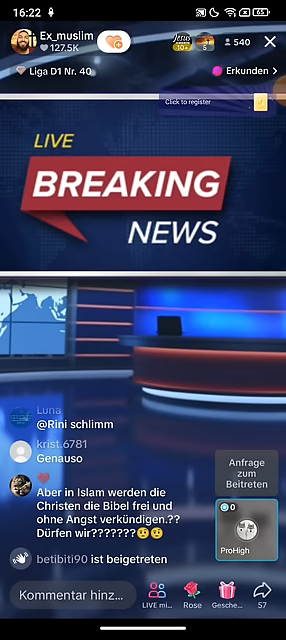 16:22
65
Ex_muslim
127.5K
Jesus
10+
5
540
Liga D1 Nr. 40
Erkunden >
Click to register
LIVE
BREAKING
NEWS
Luna
@Rini schlimm
krist.6781
Genauso
Aber in Islam werden die
Christen die Bibel frei und
ohne Angst verkündigen.??
Dürfen wir???????🤨🤨
betibiti90 ist beigetreten
Anfrage
zum
Beitreten
0
ProHigh
Kommentar hinz...
LIVE mi...
Rose
Gesche...
57